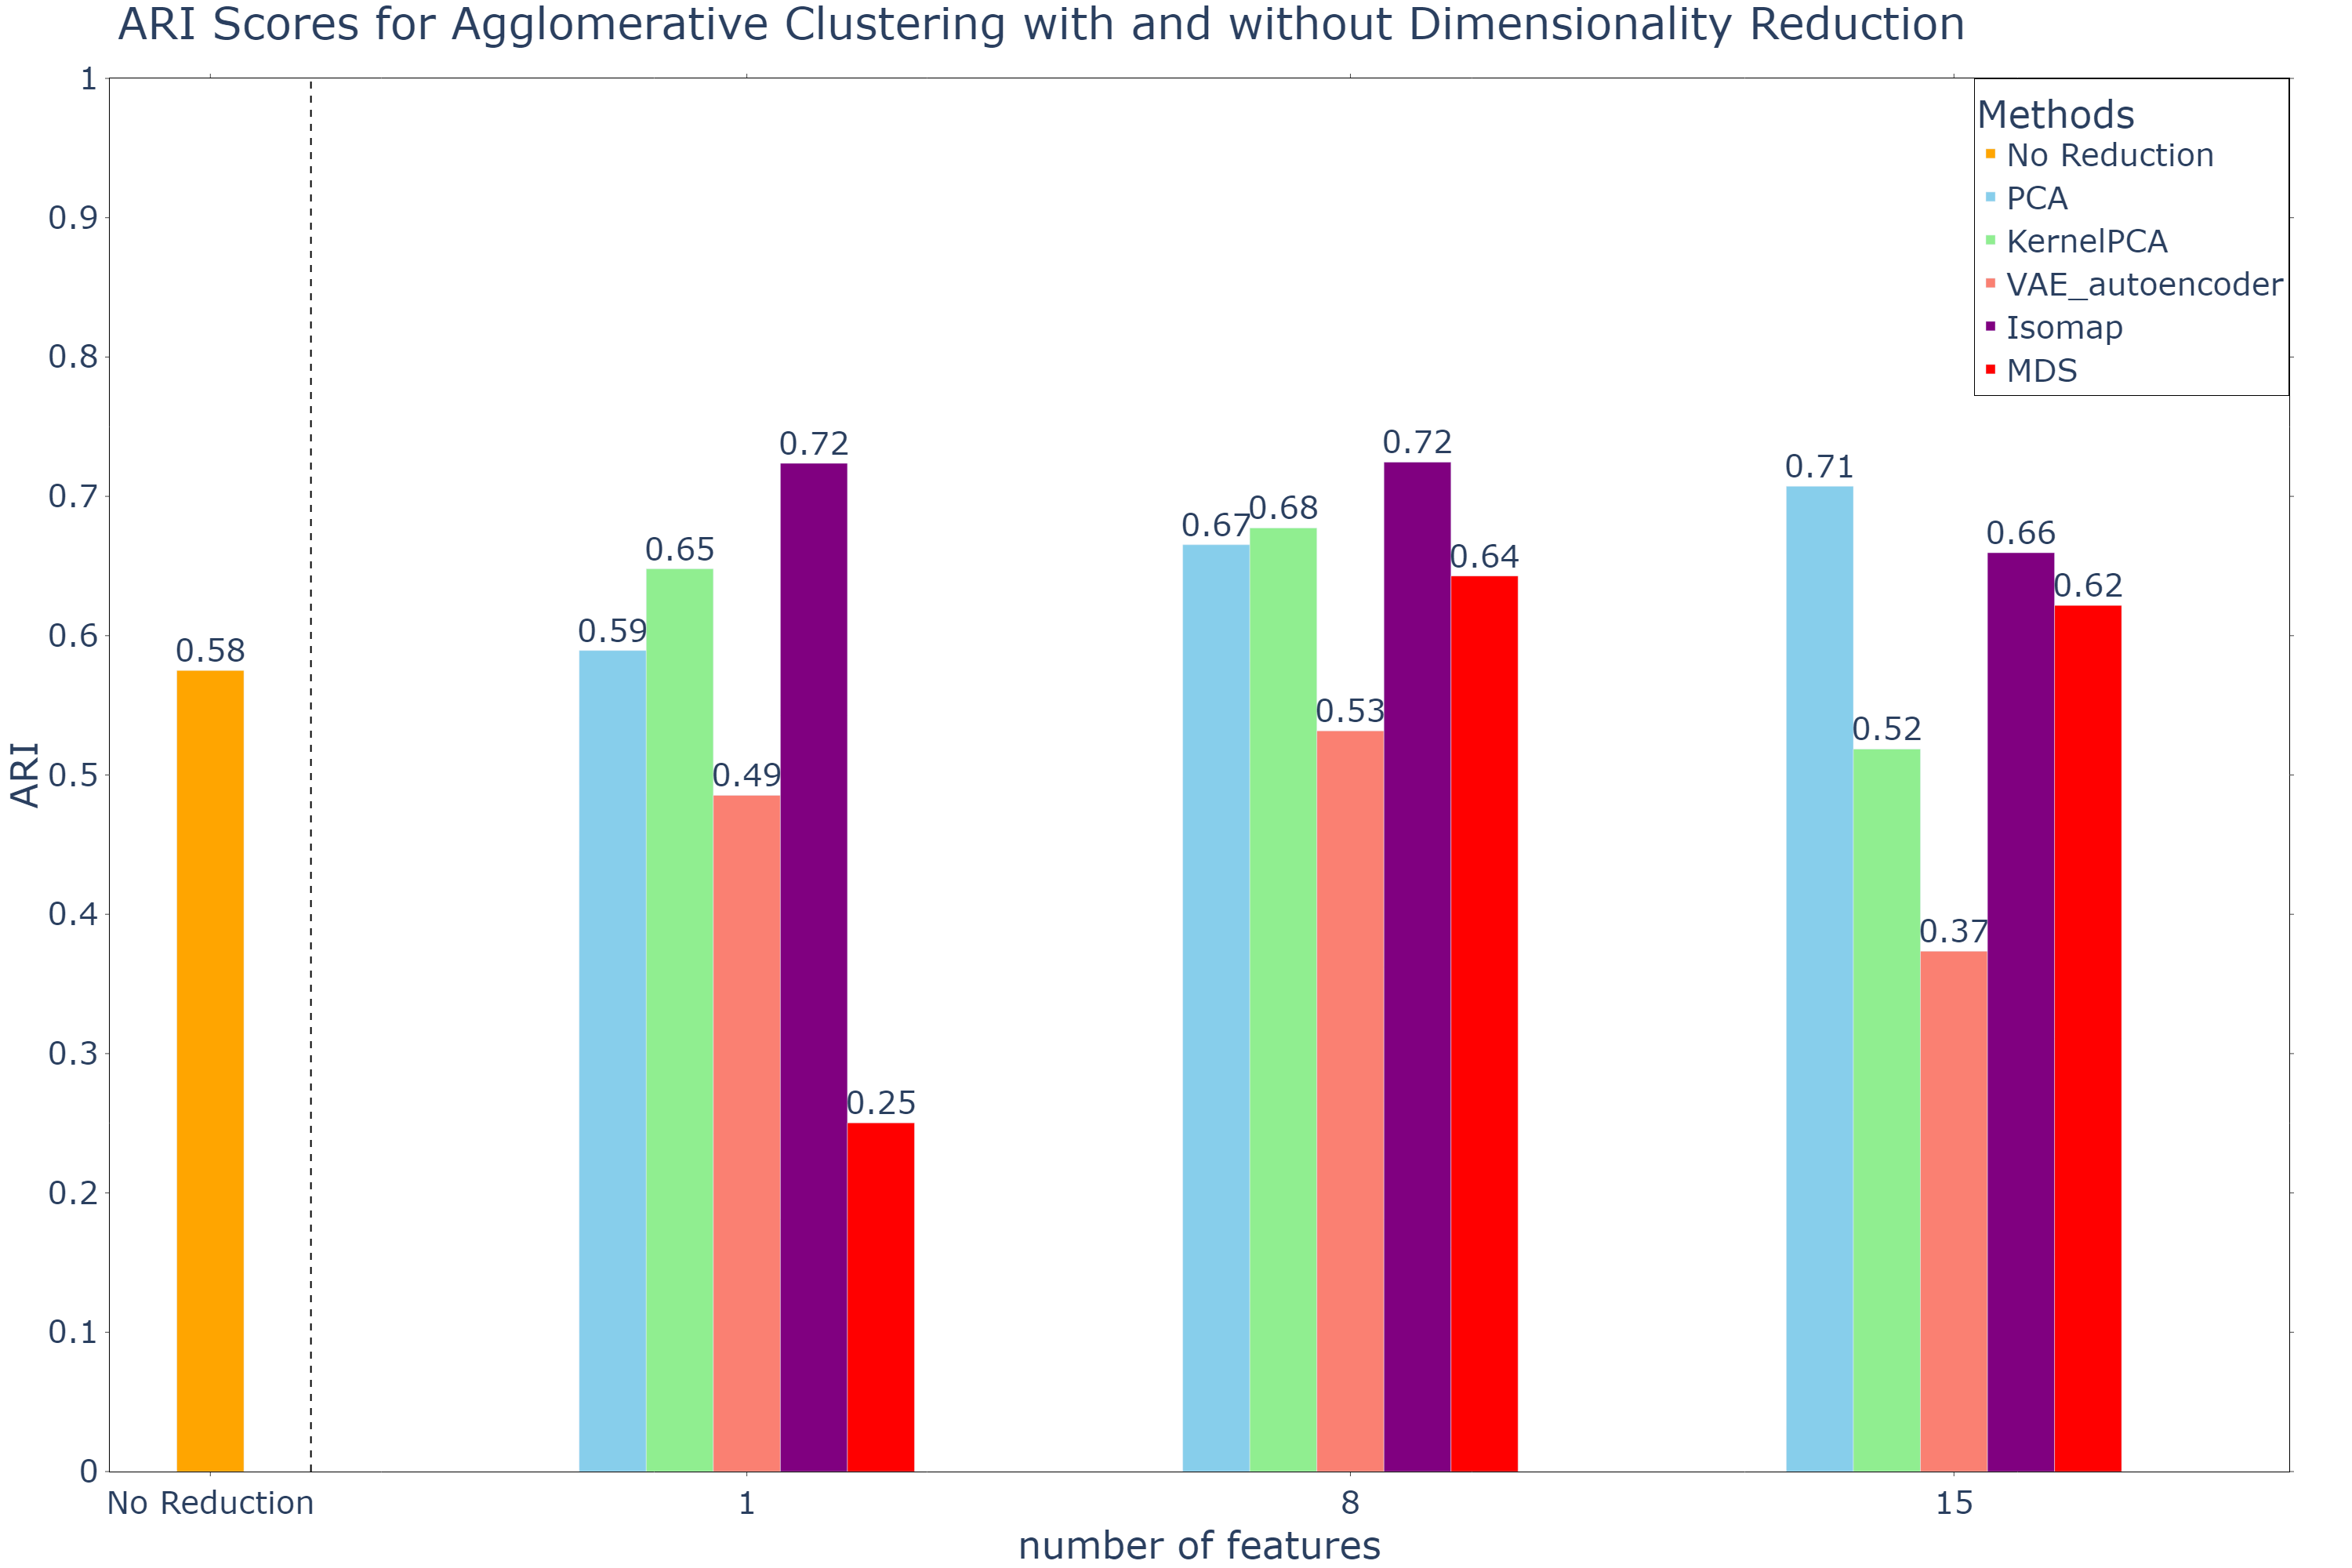 ARI Scores for Agglomerative Clustering with and without Dimensionality Reduction
Methods
No Reduction
PCA
KernelPCA
VAE_autoencoder
Isomap
MDS
ARI
1
0.9
0.8
0.7
0.6
0.5
0.4
0.3
0.2
0.1
0
0.58
0.59
0.65
0.49
0.72
0.25
0.67
0.68
0.53
0.72
0.64
0.71
0.52
0.37
0.66
0.62
No Reduction 1 8 15
number of features